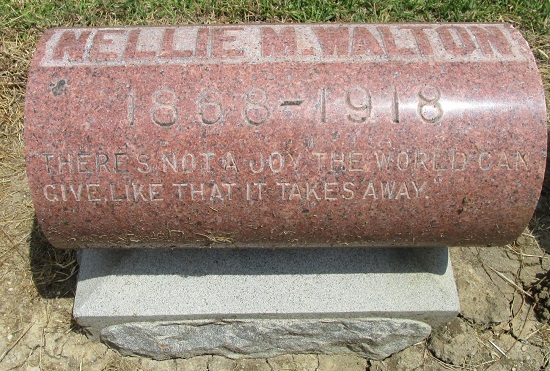 NELLIE M. WALTON
1868-1918
THERE'S NOT A JOY THE WORLD CAN
GIVE, LIKE THAT IT TAKES AWAY."